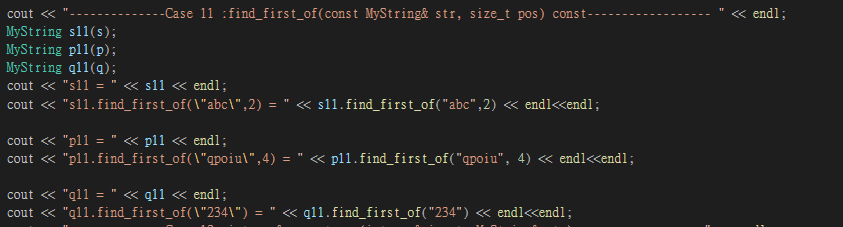 cout << "--------------Case 11 :find_first_of(const MyString& str, size_t pos) const------------------ " << endl;
MyString s11(s);
MyString p11(p);
MyString q11(q);
cout << "s11 = " << s11 << endl;
cout << "s11.find_first_of(\"abc\",2) = " << s11.find_first_of("abc",2) << endl<<endl;
cout << "p11 = " << p11 << endl;
cout << "p11.find_first_of(\"qpoiu\",4) = " << p11.find_first_of("qpoiu", 4) << endl<<endl;
cout << "q11 = " << q11 << endl;
cout << "q11.find_first_of(\"234\") = " << q11.find_first_of("234") << endl<<endl;